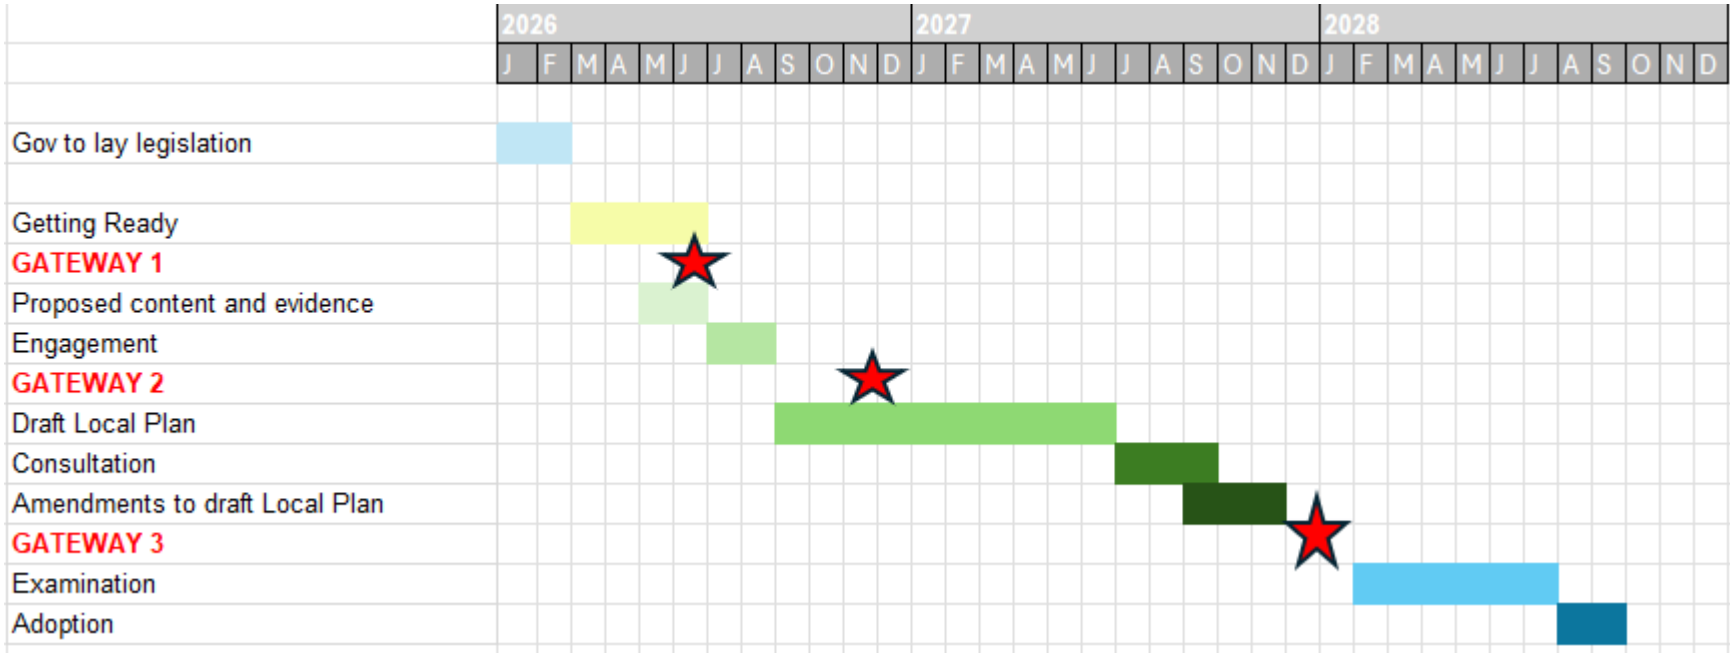 2026 2027 2028
J F M A M J J A S O N D J F M A M J J A S O N D J F M A M J J A S O N D
Gov to lay legislation
Getting Ready
GATEWAY 1
Proposed content and evidence
Engagement
GATEWAY 2
Draft Local Plan
Consultation
Amendments to draft Local Plan
GATEWAY 3
Examination
Adoption